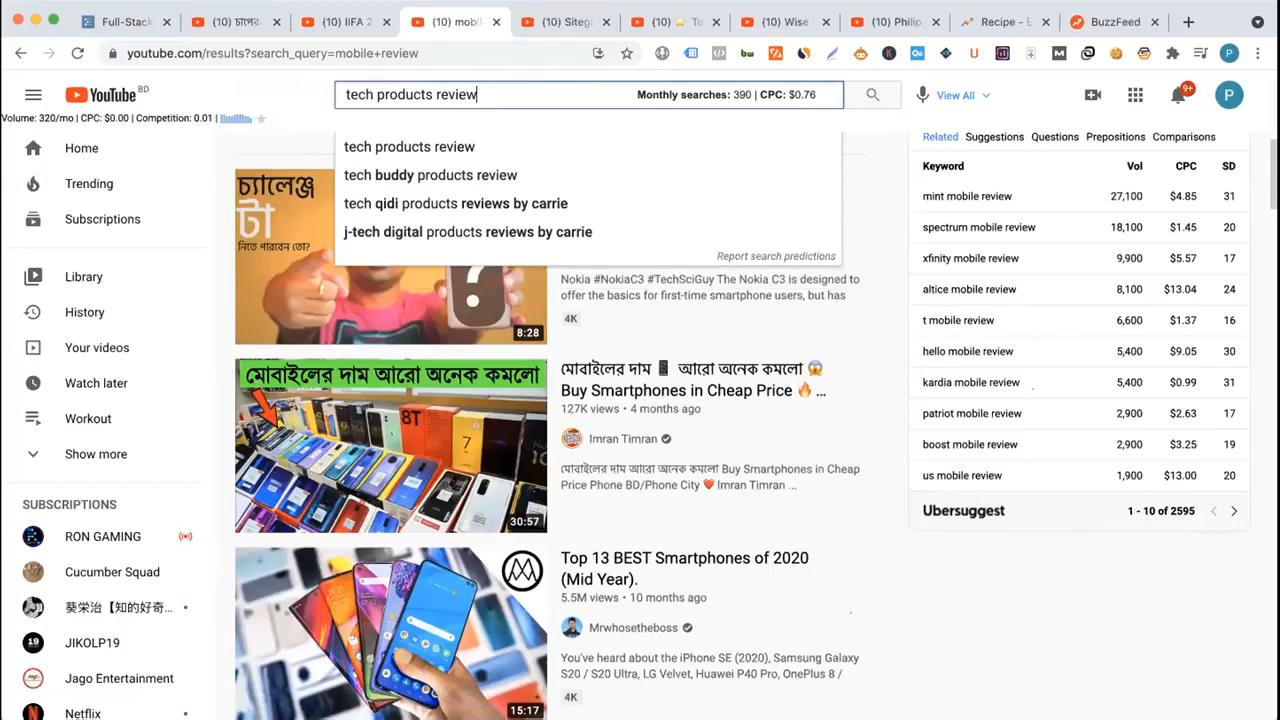 Full-Stack
(10) চাপের
(10) IIFA 2
(10) mobil
(10) Siteg
(10) ⭐ To
(10) Wise
(10) Philip
Recipe - E
BuzzFeed
youtube.com/results?search_query=mobile+review
YouTube BD
tech products review
Monthly searches: 390 | CPC: $0.76
View All
9+
P
Volume: 320/mo | CPC: $0.00 | Competition: 0.01 |
Home
Trending
Subscriptions
Library
History
Your videos
Watch later
Workout
Show more
SUBSCRIPTIONS
RON GAMING
Cucumber Squad
蔡榮治【知的好奇...
JIKOLP19
Jago Entertainment
Netflix
tech products review
tech buddy products review
tech qidi products reviews by carrie
j-tech digital products reviews by carrie
Report search predictions
চ্যালেঞ্জ
টা
নিতে পারবেন তো?
8:28
Nokia #NokiaC3 #TechSciGuy The Nokia C3 is designed to
offer the basics for first-time smartphone users, but has
4K
মোবাইলের দাম আরো অনেক কমলো
8T
7
30:57
মোবাইলের দাম 📱 আরো অনেক কমলো 😱
Buy Smartphones in Cheap Price 🔥 ...
127K views • 4 months ago
Imran Timran
মোবাইলের দাম আরো অনেক কমলো Buy Smartphones in Cheap
Price Phone BD/Phone City ❤️ Imran Timran ...
15:17
Top 13 BEST Smartphones of 2020
(Mid Year).
5.5M views • 10 months ago
Mrwhosetheboss
You've heard about the iPhone SE (2020), Samsung Galaxy
S20 / S20 Ultra, LG Velvet, Huawei P40 Pro, OnePlus 8 /
4K
Related Suggestions Questions Prepositions Comparisons
Keyword Vol CPC SD
mint mobile review 27,100 $4.85 31
spectrum mobile review 18,100 $1.45 20
xfinity mobile review 9,900 $5.57 17
altice mobile review 8,100 $13.04 24
t mobile review 6,600 $1.37 16
hello mobile review 5,400 $9.05 30
kardia mobile review 5,400 $0.99 31
patriot mobile review 2,900 $2.63 17
boost mobile review 2,900 $3.25 19
us mobile review 1,900 $13.00 20
Ubersuggest 1 - 10 of 2595